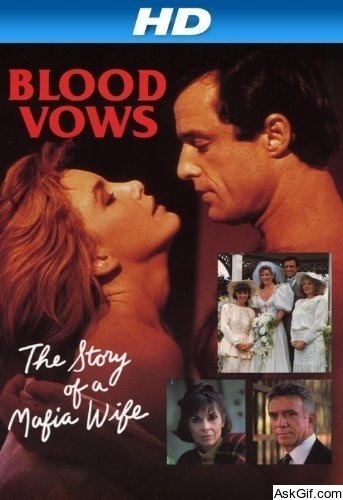 HD
BLOOD
VOWS
The Story
of a
Mafia Wife
AskGif.com